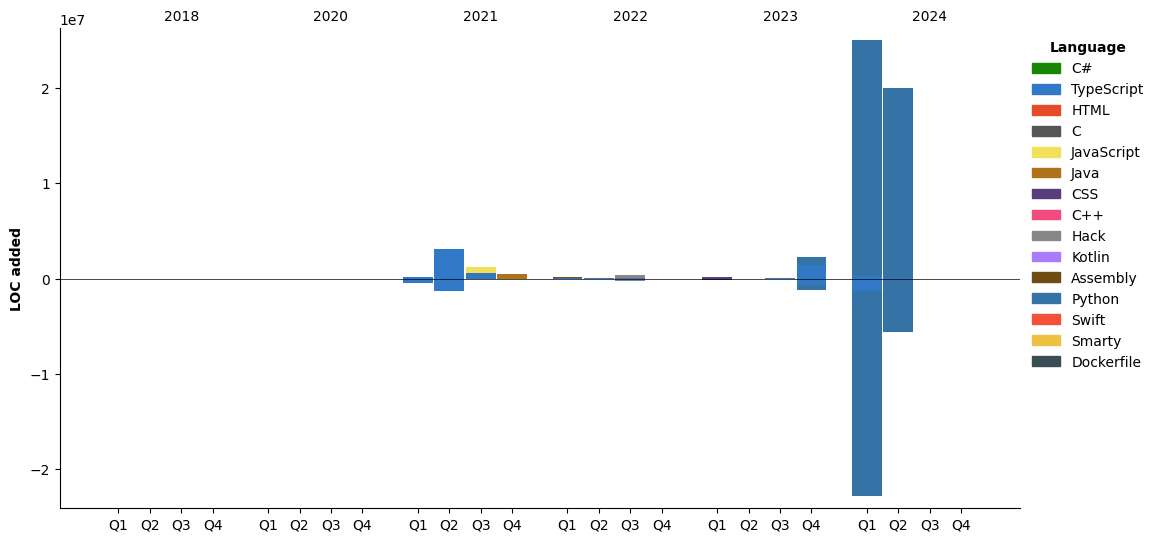 1e7
2018 2020 2021 2022 2023 2024
LOC added
2
1
0
−1
−2
Q1 Q2 Q3 Q4 Q1 Q2 Q3 Q4 Q1 Q2 Q3 Q4 Q1 Q2 Q3 Q4 Q1 Q2 Q3 Q4 Q1 Q2 Q3 Q4
Language
C#
TypeScript
HTML
C
JavaScript
Java
CSS
C++
Hack
Kotlin
Assembly
Python
Swift
Smarty
Dockerfile